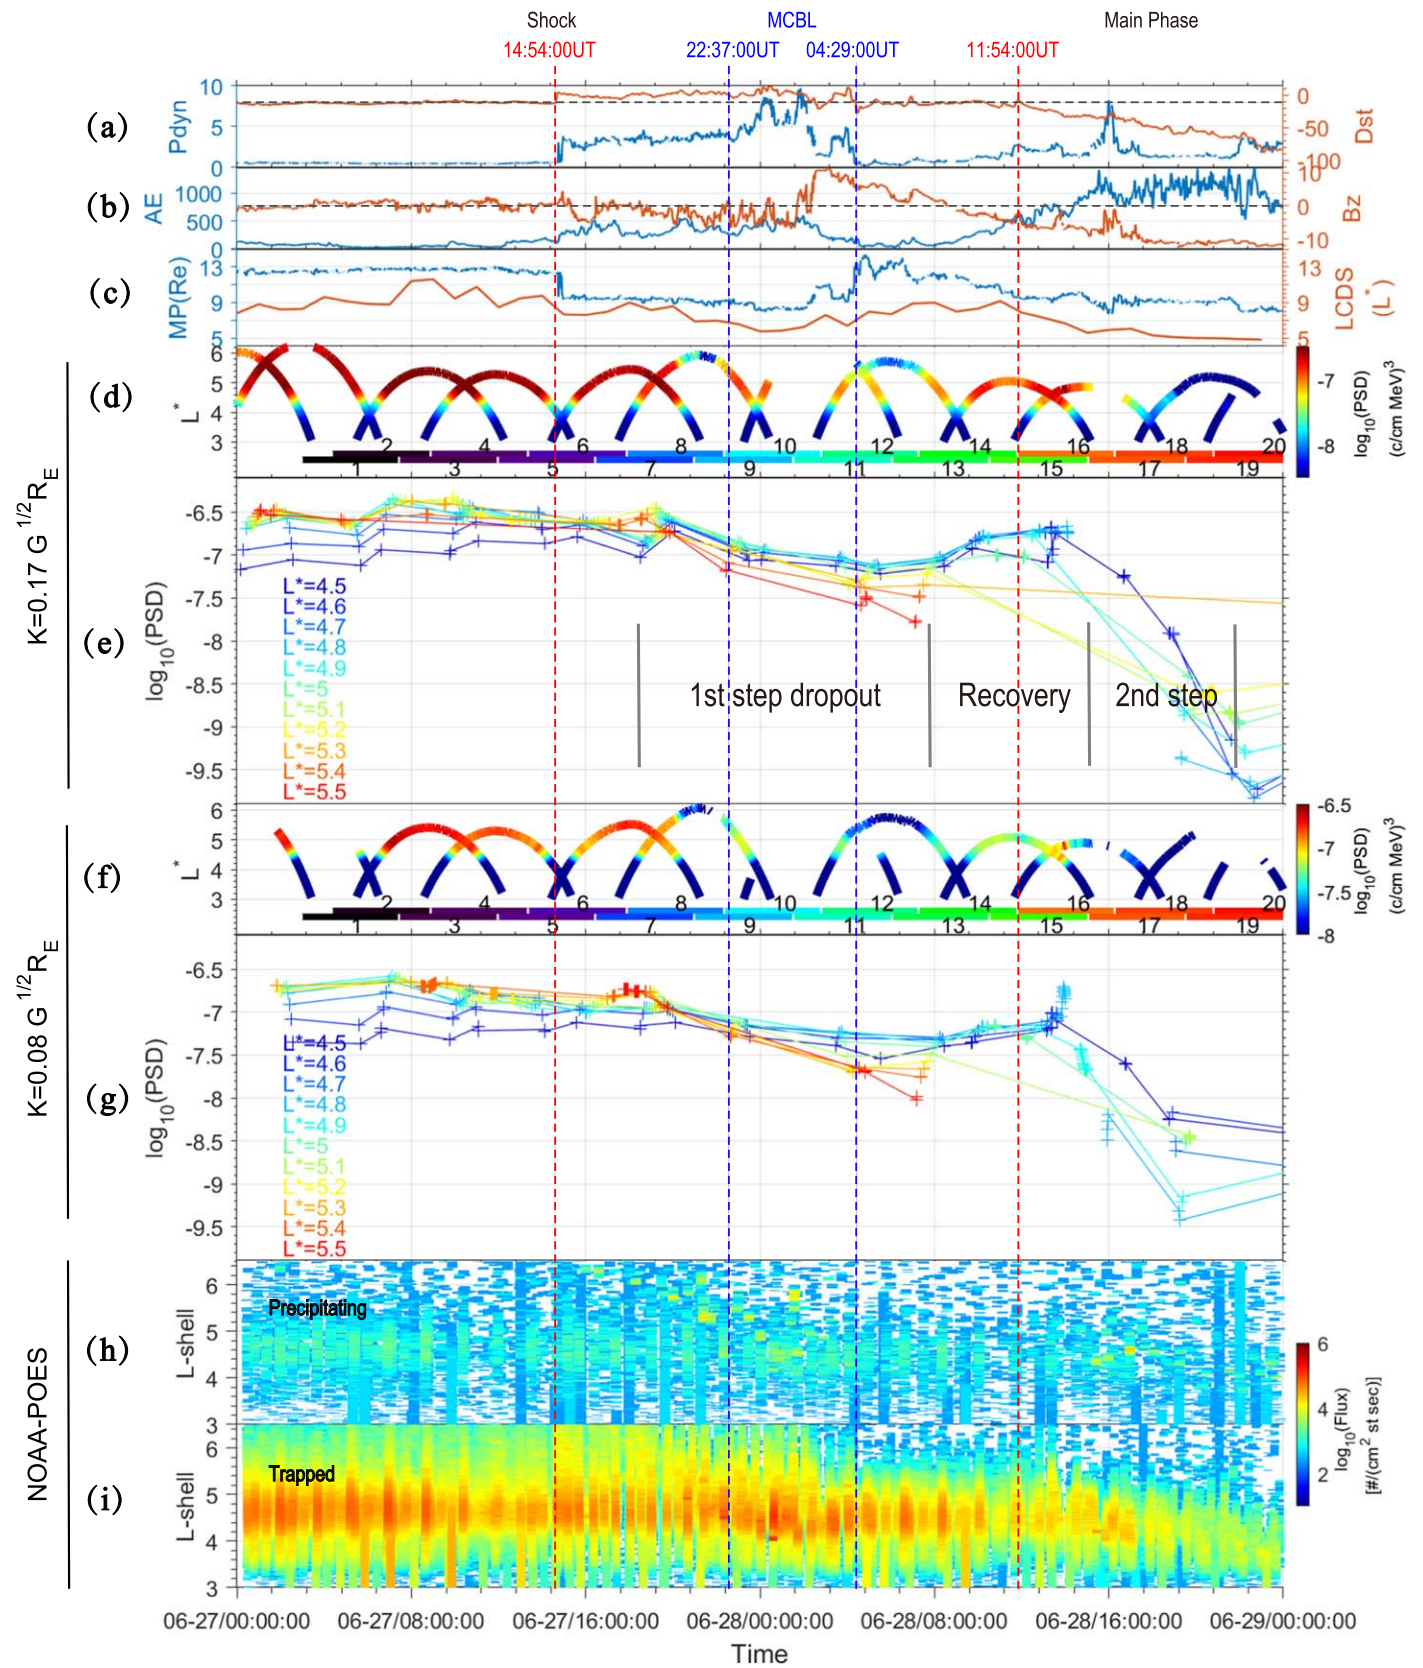 Shock MCBL Main Phase
14:54:00UT 22:37:00UT 04:29:00UT 11:54:00UT
(a) Pdyn 10 5 0 0 -50 -100 Dst
(b) AE 1000 500 0 10 0 -10 Bz
(c) MP(Re) 13 9 5 13 9 5 LCDS (L*)
K=0.17 G 1/2RE
(d) L* 6 5 4 3
2 4 6 8 10 12 14 16 18 20
1 3 5 7 9 11 13 15 17 19
-7 -8 log10(PSD) (c/cm MeV)3
(e) log10(PSD) -6.5 -7 -7.5 -8 -8.5 -9 -9.5
L*=4.5
L*=4.6
L*=4.7
L*=4.8
L*=4.9
L*=5
L*=5.1
L*=5.2
L*=5.3
L*=5.4
L*=5.5
1st step dropout Recovery 2nd step
K=0.08 G 1/2RE
(f) L* 6 5 4 3
2 4 6 8 10 12 14 16 18 20
1 3 5 7 9 11 13 15 17 19
-6.5 -7 -7.5 -8 log10(PSD) (c/cm MeV)3
(g) log10(PSD) -6.5 -7 -7.5 -8 -8.5 -9 -9.5
L*=4.5
L*=4.6
L*=4.7
L*=4.8
L*=4.9
L*=5
L*=5.1
L*=5.2
L*=5.3
L*=5.4
L*=5.5
NOAA-POES
(h) L-shell 6 5 4 3
Precipitating
(i) L-shell 6 5 4 3
Trapped
6 4 2 log10(Flux) [#/(cm2 st sec)]
06-27/00:00:00 06-27/08:00:00 06-27/16:00:00 06-28/00:00:00 06-28/08:00:00 06-28/16:00:00 06-29/00:00:00
Time